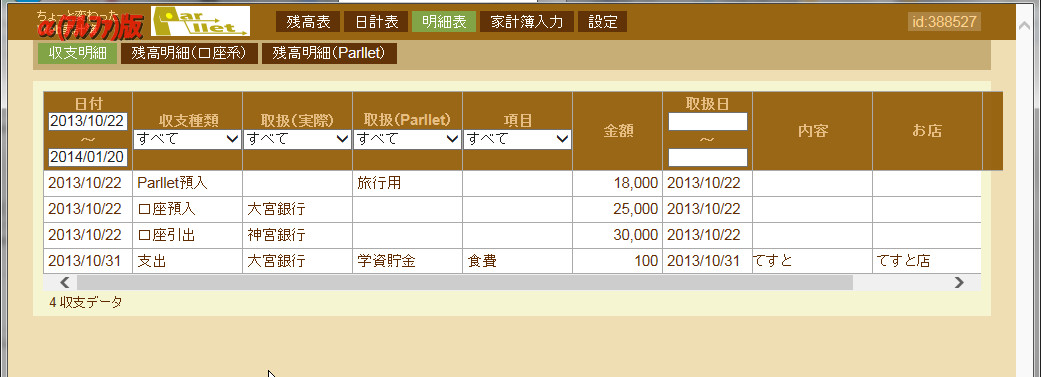 ちょっと変わった
α(アルファ)版
Parllet
残高表 日計表 明細表 家計簿入力 設定
id:388527
収支明細 残高明細(口座系) 残高明細(Parllet)
日付 収支種類 取扱(実際) 取扱(Parllet) 項目 金額 取扱日 内容 お店
2013/10/22 すべて すべて すべて すべて
～ ～
2014/01/20
2013/10/22 Parllet預入 旅行用 18,000 2013/10/22
2013/10/22 口座預入 大宮銀行 25,000 2013/10/22
2013/10/22 口座引出 神宮銀行 30,000 2013/10/22
2013/10/31 支出 大宮銀行 学資貯金 食費 100 2013/10/31 てすと てすと店
4 収支データ